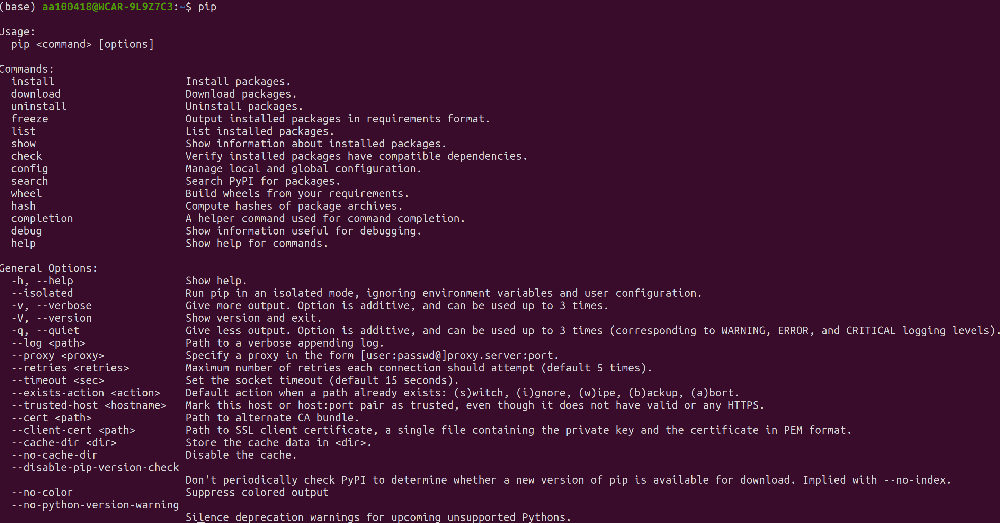 (base) aa100418@WCAR-9L9Z7C3:~$ pip
Usage:
pip <command> [options]
Commands:
install Install packages.
download Download packages.
uninstall Uninstall packages.
freeze Output installed packages in requirements format.
list List installed packages.
show Show information about installed packages.
check Verify installed packages have compatible dependencies.
config Manage local and global configuration.
search Search PyPI for packages.
wheel Build wheels from your requirements.
hash Compute hashes of package archives.
completion A helper command used for command completion.
debug Show information useful for debugging.
help Show help for commands.
General Options:
-h, --help Show help.
--isolated Run pip in an isolated mode, ignoring environment variables and user configuration.
-v, --verbose Give more output. Option is additive, and can be used up to 3 times.
-V, --version Show version and exit.
-q, --quiet Give less output. Option is additive, and can be used up to 3 times (corresponding to WARNING, ERROR, and CRITICAL logging levels).
--log <path> Path to a verbose appending log.
--proxy <proxy> Specify a proxy in the form [user:passwd@]proxy.server:port.
--retries <retries> Maximum number of retries each connection should attempt (default 5 times).
--timeout <sec> Set the socket timeout (default 15 seconds).
--exists-action <action> Default action when a path already exists: (s)witch, (i)gnore, (w)ipe, (b)ackup, (a)bort.
--trusted-host <hostname> Mark this host or host:port pair as trusted, even though it does not have valid or any HTTPS.
--cert <path> Path to alternate CA bundle.
--client-cert <path> Path to SSL client certificate, a single file containing the private key and the certificate in PEM format.
--cache-dir <dir> Store the cache data in <dir>.
--no-cache-dir Disable the cache.
--disable-pip-version-check
Don't periodically check PyPI to determine whether a new version of pip is available for download. Implied with --no-index.
--no-color Suppress colored output
--no-python-version-warning
Silence deprecation warnings for upcoming unsupported Pythons.